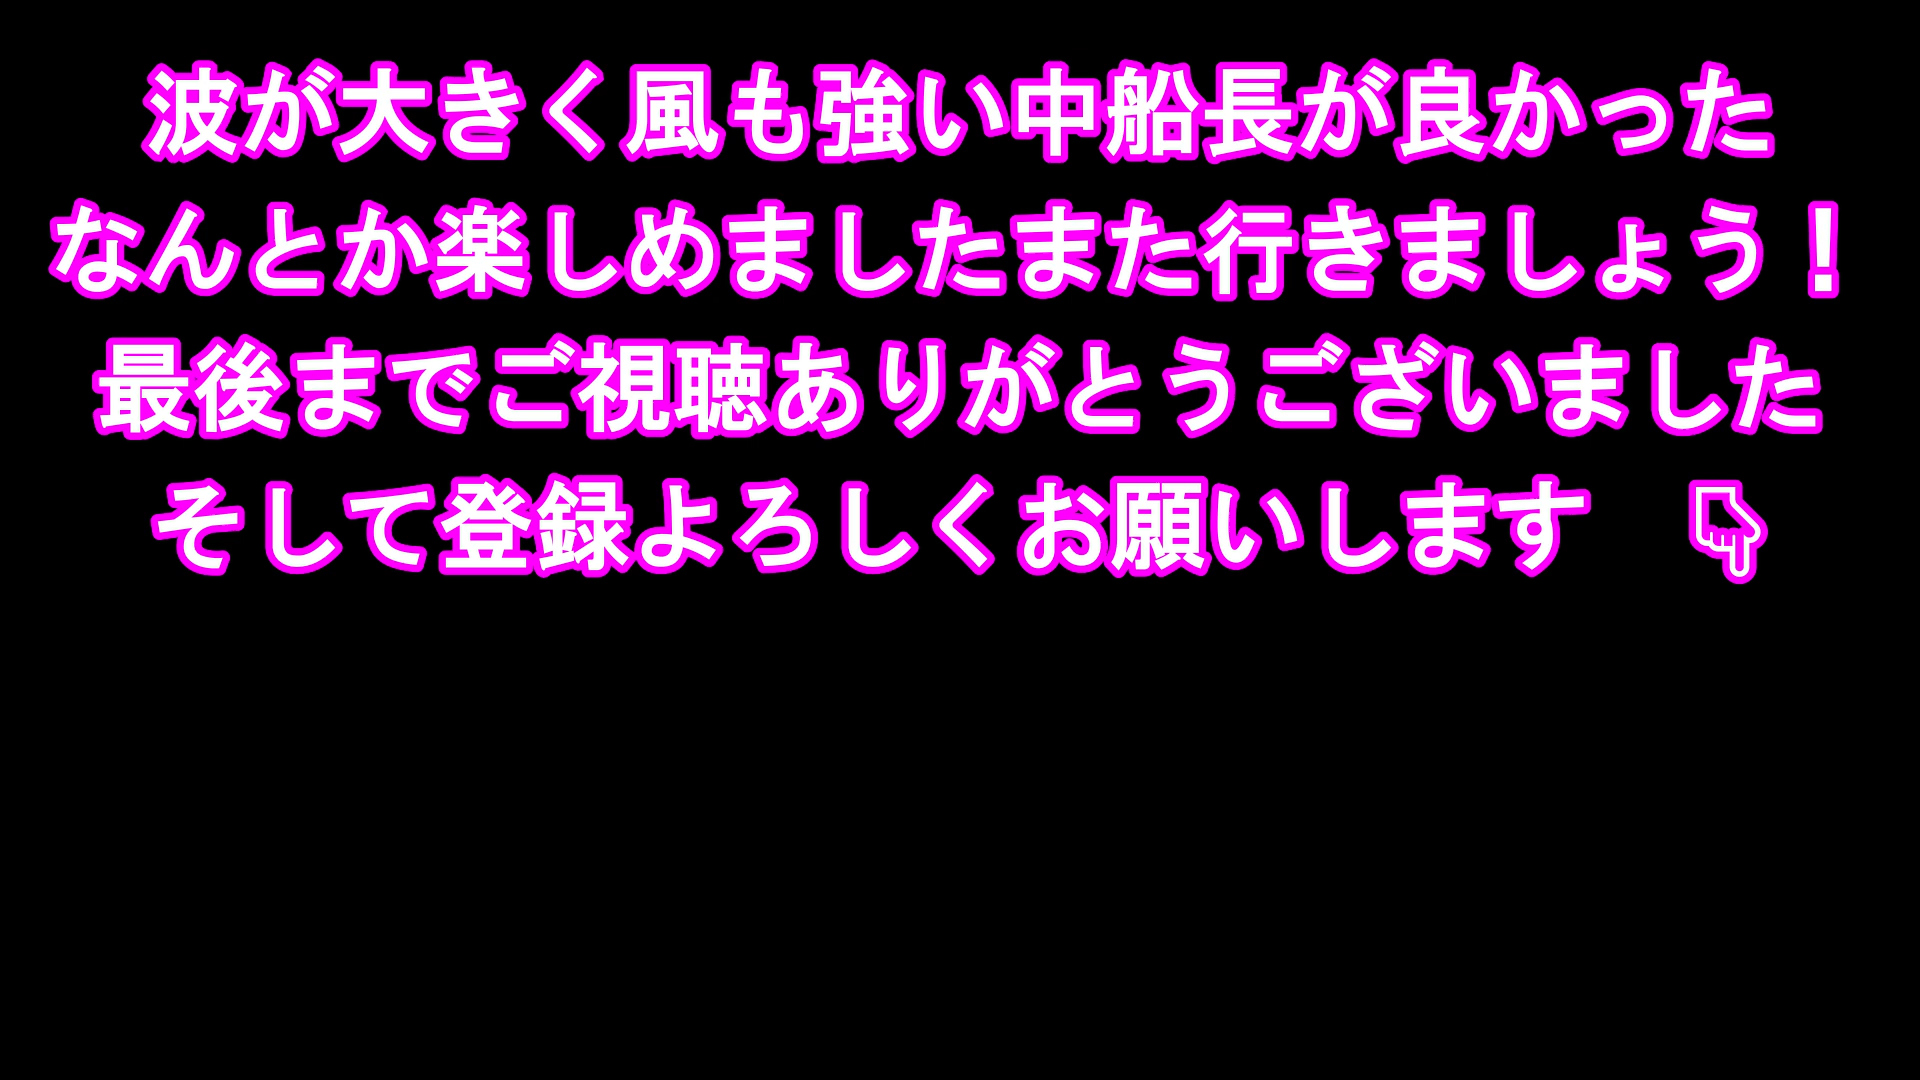 波が大きく風も強い中船長が良かった
なんとか楽しめましたまた行きましょう！
最後までご視聴ありがとうございました
そして登録よろしくお願いします　👇